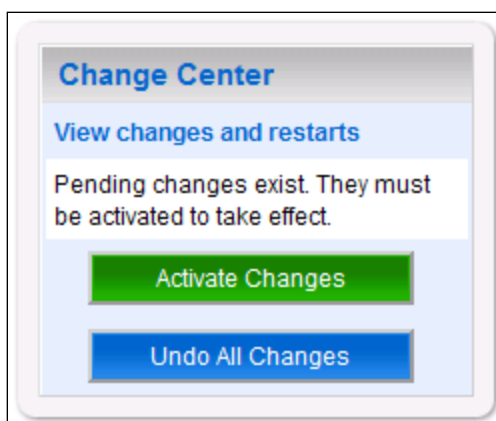 Change Center
View changes and restarts
Pending changes exist. They must
be activated to take effect.
Activate Changes
Undo All Changes